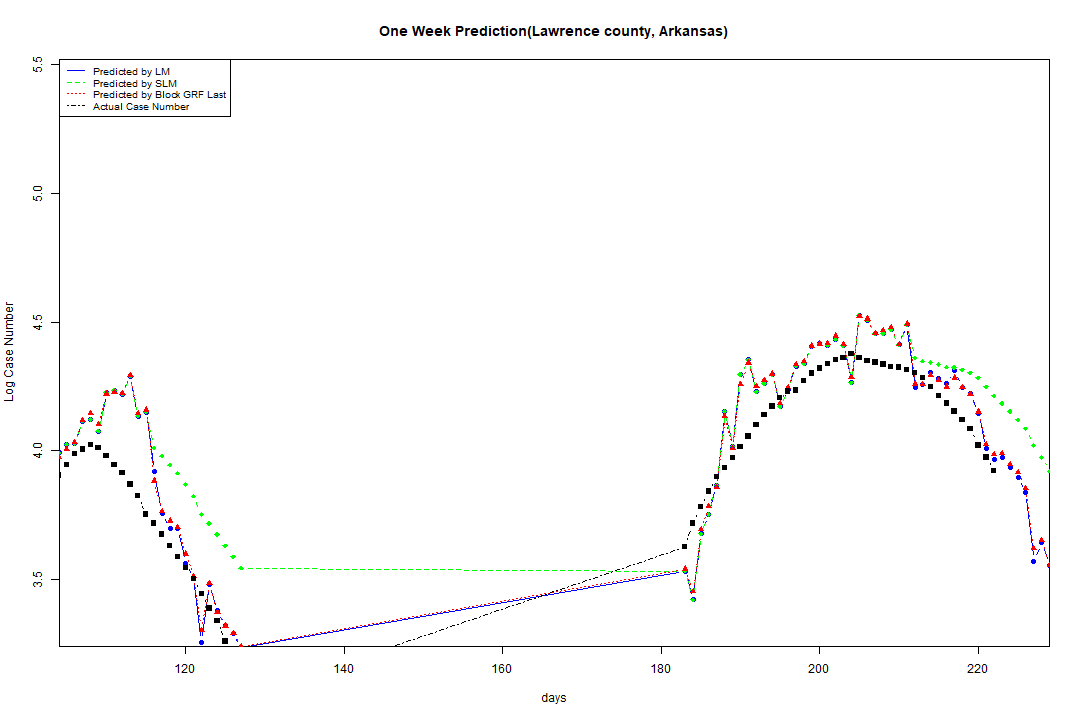 One Week Prediction(Lawrence county, Arkansas)
5.5
5.0
4.5
4.0
3.5
Log Case Number
Predicted by LM
Predicted by SLM
Predicted by Block GRF Last
Actual Case Number
120 140 160 180 200 220
days